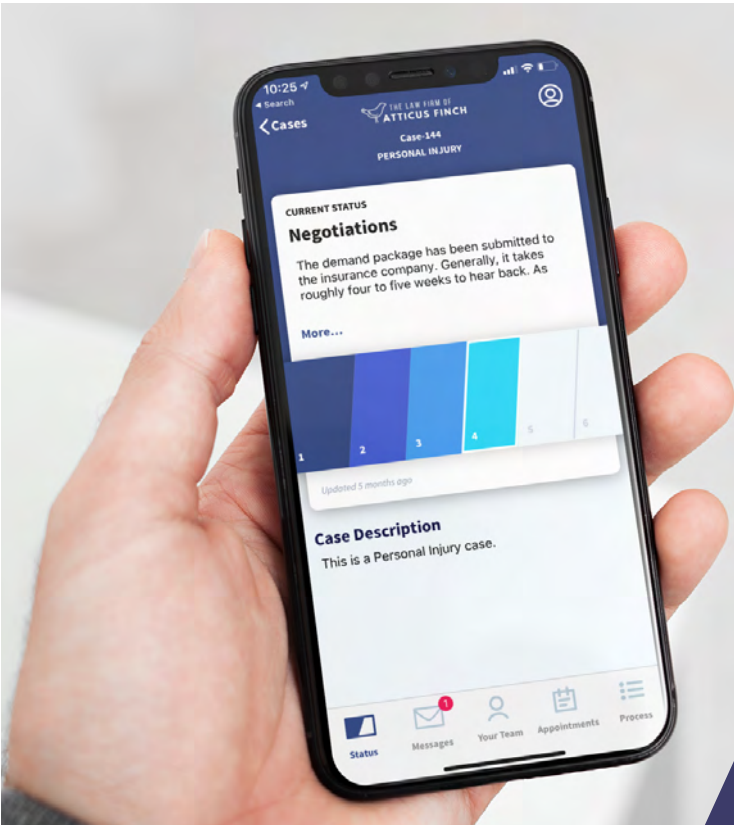 10:25
Search
Cases
THE LAW FIRM OF
ATTICUS FINCH
Case-144
PERSONAL INJURY
CURRENT STATUS
Negotiations
The demand package has been submitted to
the insurance company. Generally, it takes
roughly four to five weeks to hear back. As
More...
1 2 3 4 5 6
Updated 5 months ago
Case Description
This is a Personal Injury case.
1
Status Messages Your Team Appointments Process